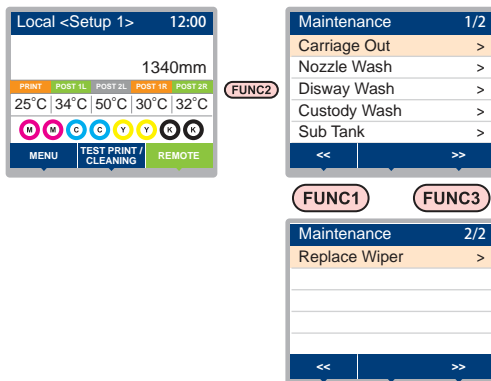 Local <Setup 1> 12:00
1340mm
PRINT POST 1L POST 2L POST 1R POST 2R
25°C 34°C 50°C 30°C 32°C
M M C C Y Y K K
MENU TEST PRINT / CLEANING REMOTE
FUNC2
Maintenance 1/2
Carriage Out >
Nozzle Wash >
Disway Wash >
Custody Wash >
Sub Tank >
<< >>
FUNC1 FUNC3
Maintenance 2/2
Replace Wiper >
<< >>